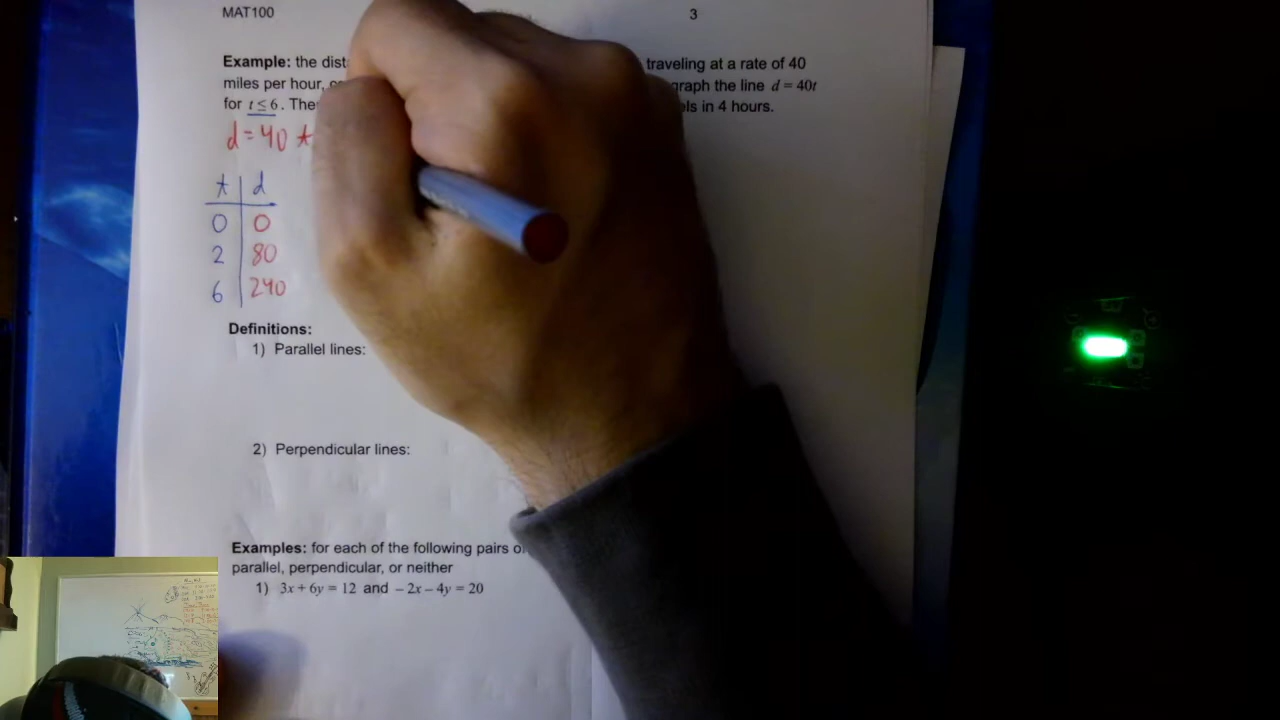 MAT100 3
Example: the dist traveling at a rate of 40
miles per hour, graph the line d = 40t
for t ≤ 6. The els in 4 hours.
d = 40 t
t d
0 0
2 80
6 240
Definitions:
1) Parallel lines:
2) Perpendicular lines:
Examples: for each of the following pairs of
parallel, perpendicular, or neither
1) 3x + 6y = 12 and – 2x – 4y = 20